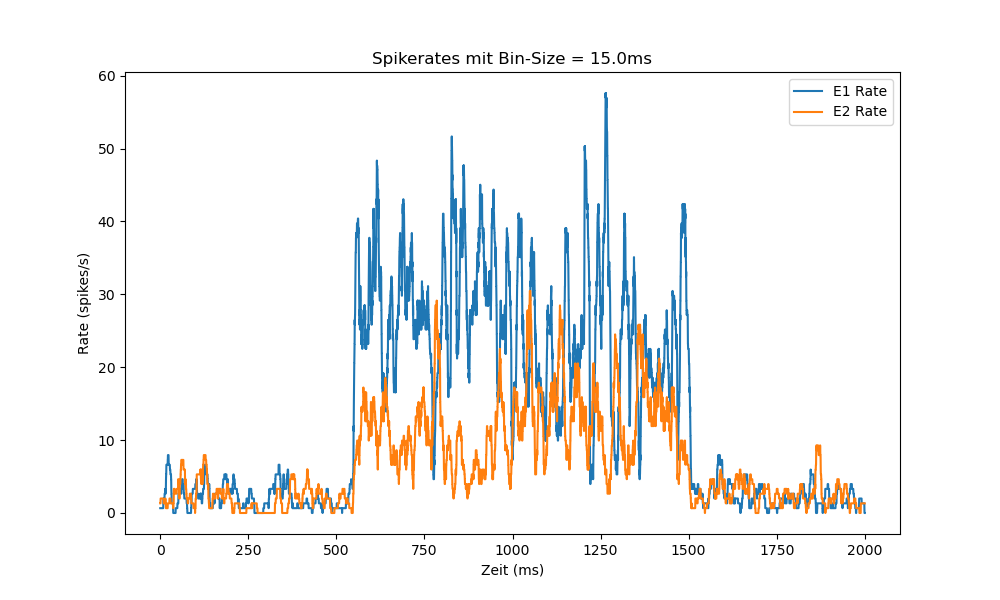 Spikerates mit Bin-Size = 15.0ms
60
50
40
30
20
10
0
Rate (spikes/s)
E1 Rate
E2 Rate
0 250 500 750 1000 1250 1500 1750 2000
Zeit (ms)